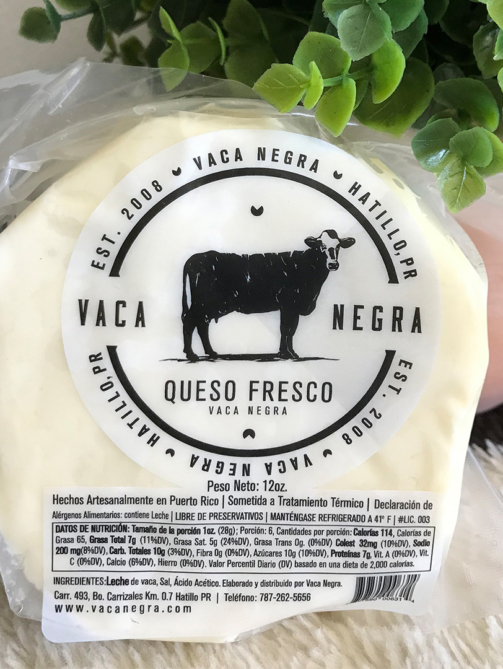 EST. 2008 VACA NEGRA HATILLO, PR
VACA NEGRA
QUESO FRESCO
VACA NEGRA
HATILLO, PR VACA NEGRA EST. 2008
Peso Neto: 12oz.
Hechos Artesanalmente en Puerto Rico | Sometida a Tratamiento Térmico | Declaración de
Alérgenos Alimentarios: contiene Leche | LIBRE DE PRESERVATIVOS | MANTÉNGASE REFRIGERADO A 41° F | #LIC. 003
DATOS DE NUTRICIÓN: Tamaño de la porción 1oz. (28g); Porción: 6, Cantidades por porción: Calorías 114, Calorías de
Grasa 65, Grasa Total 7g (11%DV), Grasa Sat. 5g (24%DV), Grasa Trans 0g. (0%DV) Colest 32mg (10%DV), Sodio
200 mg(8%DV), Carb. Totales 10g (3%DV), Fibra 0g (0%DV), Azúcares 10g (10%DV), Proteínas 7g, Vit. A (0%DV), Vit.
C (0%DV), Calcio (6%DV), Hierro (0%DV). Valor Percentil Diario (DV) basado en una dieta de 2,000 calorías.
INGREDIENTES:Leche de vaca, Sal, Ácido Acético. Elaborado y distribuido por Vaca Negra.
Carr. 493, Bo. Carrizales Km. 0.7 Hatillo PR | Teléfono: 787-262-5656
www.vacanegra.com